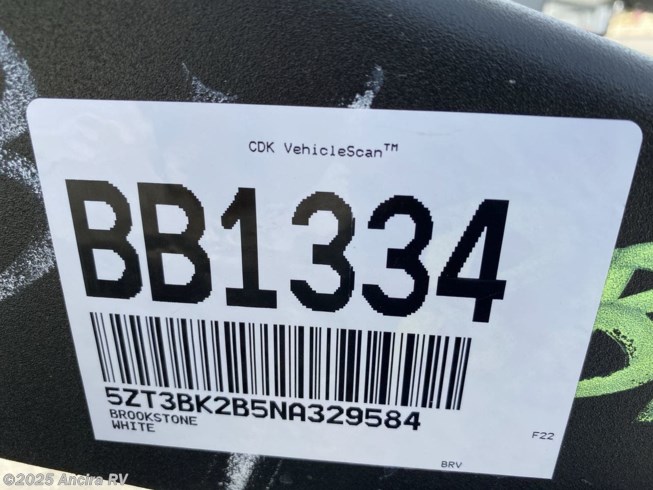 CDK VehicleScan™
BB1334
5ZT3BK2B5NA329584
BROOKSTONE
WHITE
F22
BRV
©2025 Ancira RV